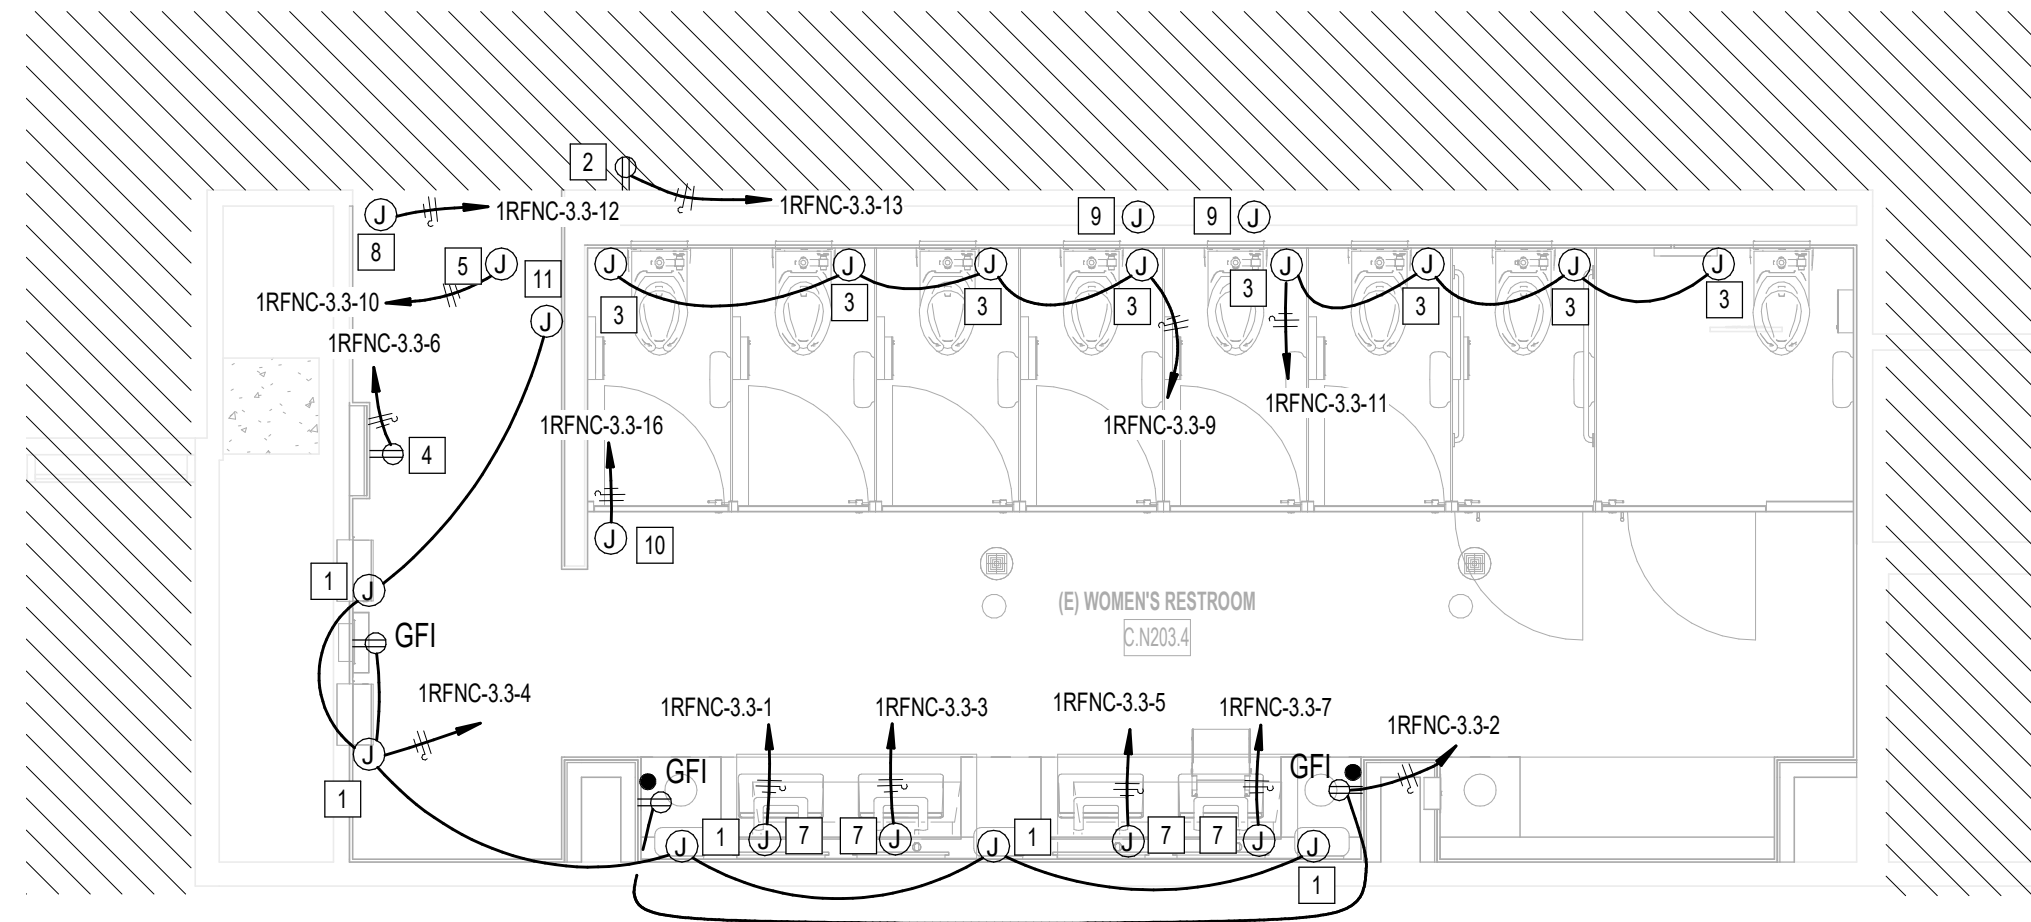 2
1RFNC-3.3-13
J
1RFNC-3.3-12
8
9
J
9
J
5
J
11
1RFNC-3.3-10
J
3
J
3
J
3
J
3
J
3
J
3
J
3
J
3
J
1RFNC-3.3-6
4
1RFNC-3.3-16
1RFNC-3.3-9
1RFNC-3.3-11
J
10
1
J
(E) WOMEN'S RESTROOM
C.N203.4
GFI
1RFNC-3.3-4
J
1
1RFNC-3.3-1
1RFNC-3.3-3
1RFNC-3.3-5
1RFNC-3.3-7
1RFNC-3.3-2
GFI
GFI
J
1
J
7
7
J
J
1
J
7
7
J
J
1